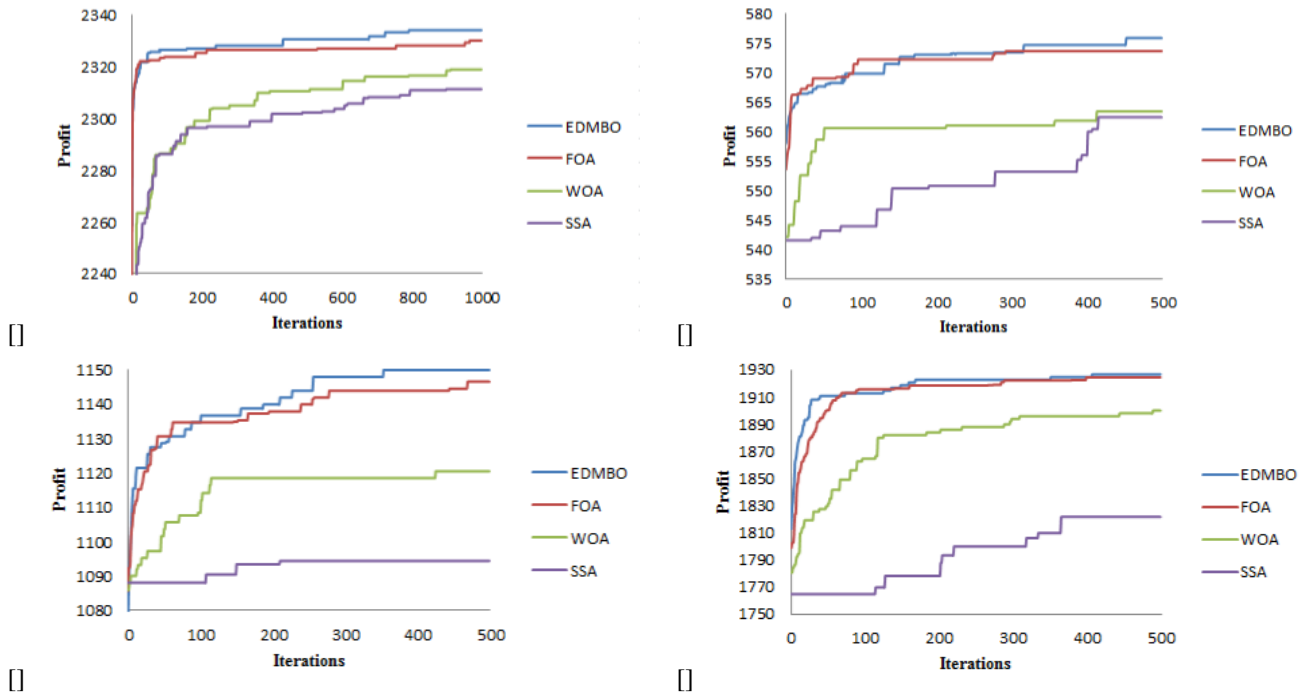 2340
2320
2300
2280
2260
2240
Profit
0 200 400 600 800 1000
Iterations
EDMBO
FOA
WOA
SSA
[]
580
575
570
565
560
555
550
545
540
535
Profit
0 100 200 300 400 500
Iterations
EDMBO
FOA
WOA
SSA
[]
1150
1140
1130
1120
1110
1100
1090
1080
Profit
0 100 200 300 400 500
Iterations
EDMBO
FOA
WOA
SSA
[]
1930
1910
1890
1870
1850
1830
1810
1790
1770
1750
Profit
0 100 200 300 400 500
Iterations
EDMBO
FOA
WOA
SSA
[]